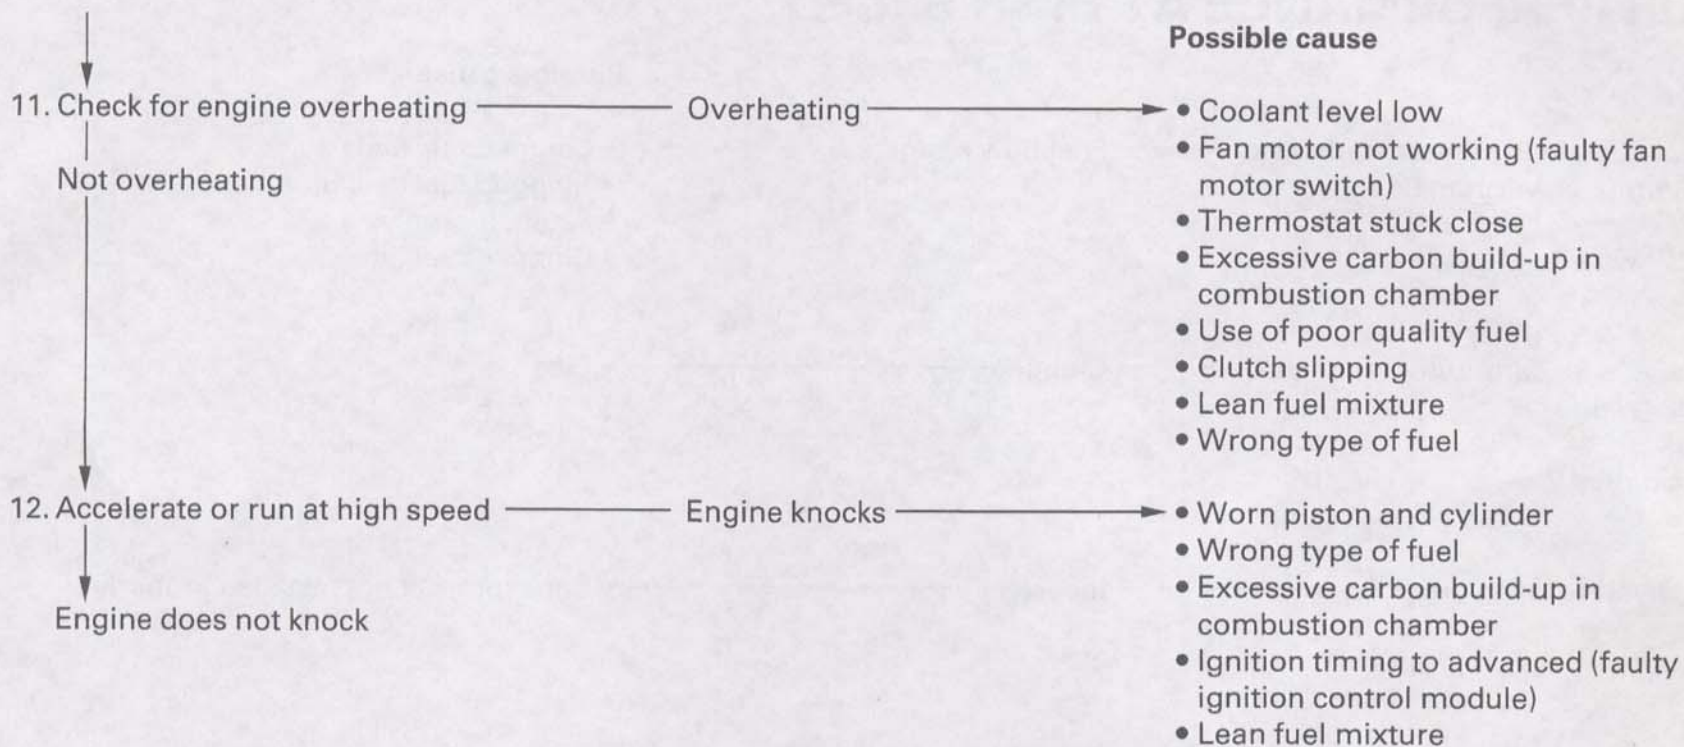 Possible cause
11. Check for engine overheating
Overheating
• Coolant level low
• Fan motor not working (faulty fan
motor switch)
• Thermostat stuck close
• Excessive carbon build-up in
combustion chamber
• Use of poor quality fuel
• Clutch slipping
• Lean fuel mixture
• Wrong type of fuel
Not overheating
12. Accelerate or run at high speed
Engine knocks
• Worn piston and cylinder
• Wrong type of fuel
• Excessive carbon build-up in
combustion chamber
• Ignition timing to advanced (faulty
ignition control module)
• Lean fuel mixture
Engine does not knock